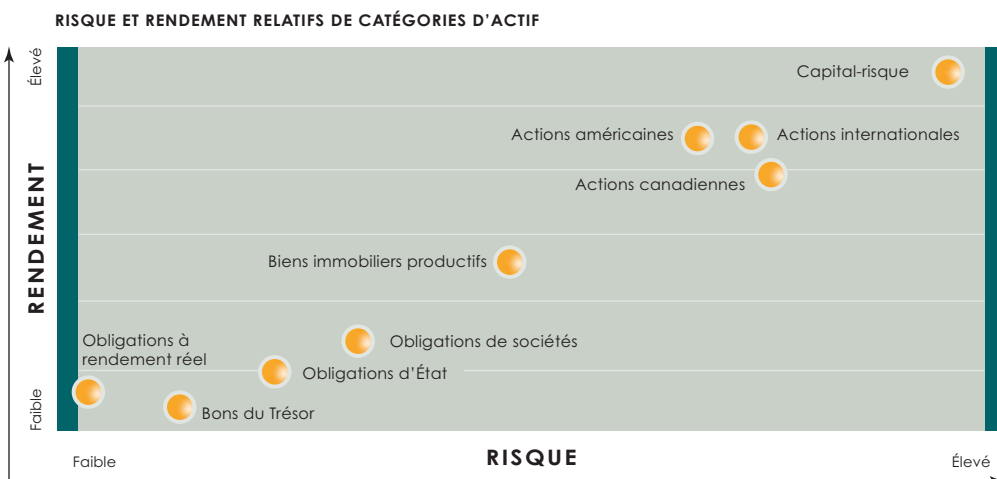 RISQUE ET RENDEMENT RELATIFS DE CATÉGORIES D'ACTIF
Élevé
Capital-risque
Actions américaines
Actions internationales
Actions canadiennes
RENDEMENT
Biens immobiliers productifs
Obligations à
rendement réel
Obligations de sociétés
Obligations d'État
Bons du Trésor
Faible
Faible
RISQUE
Élevé